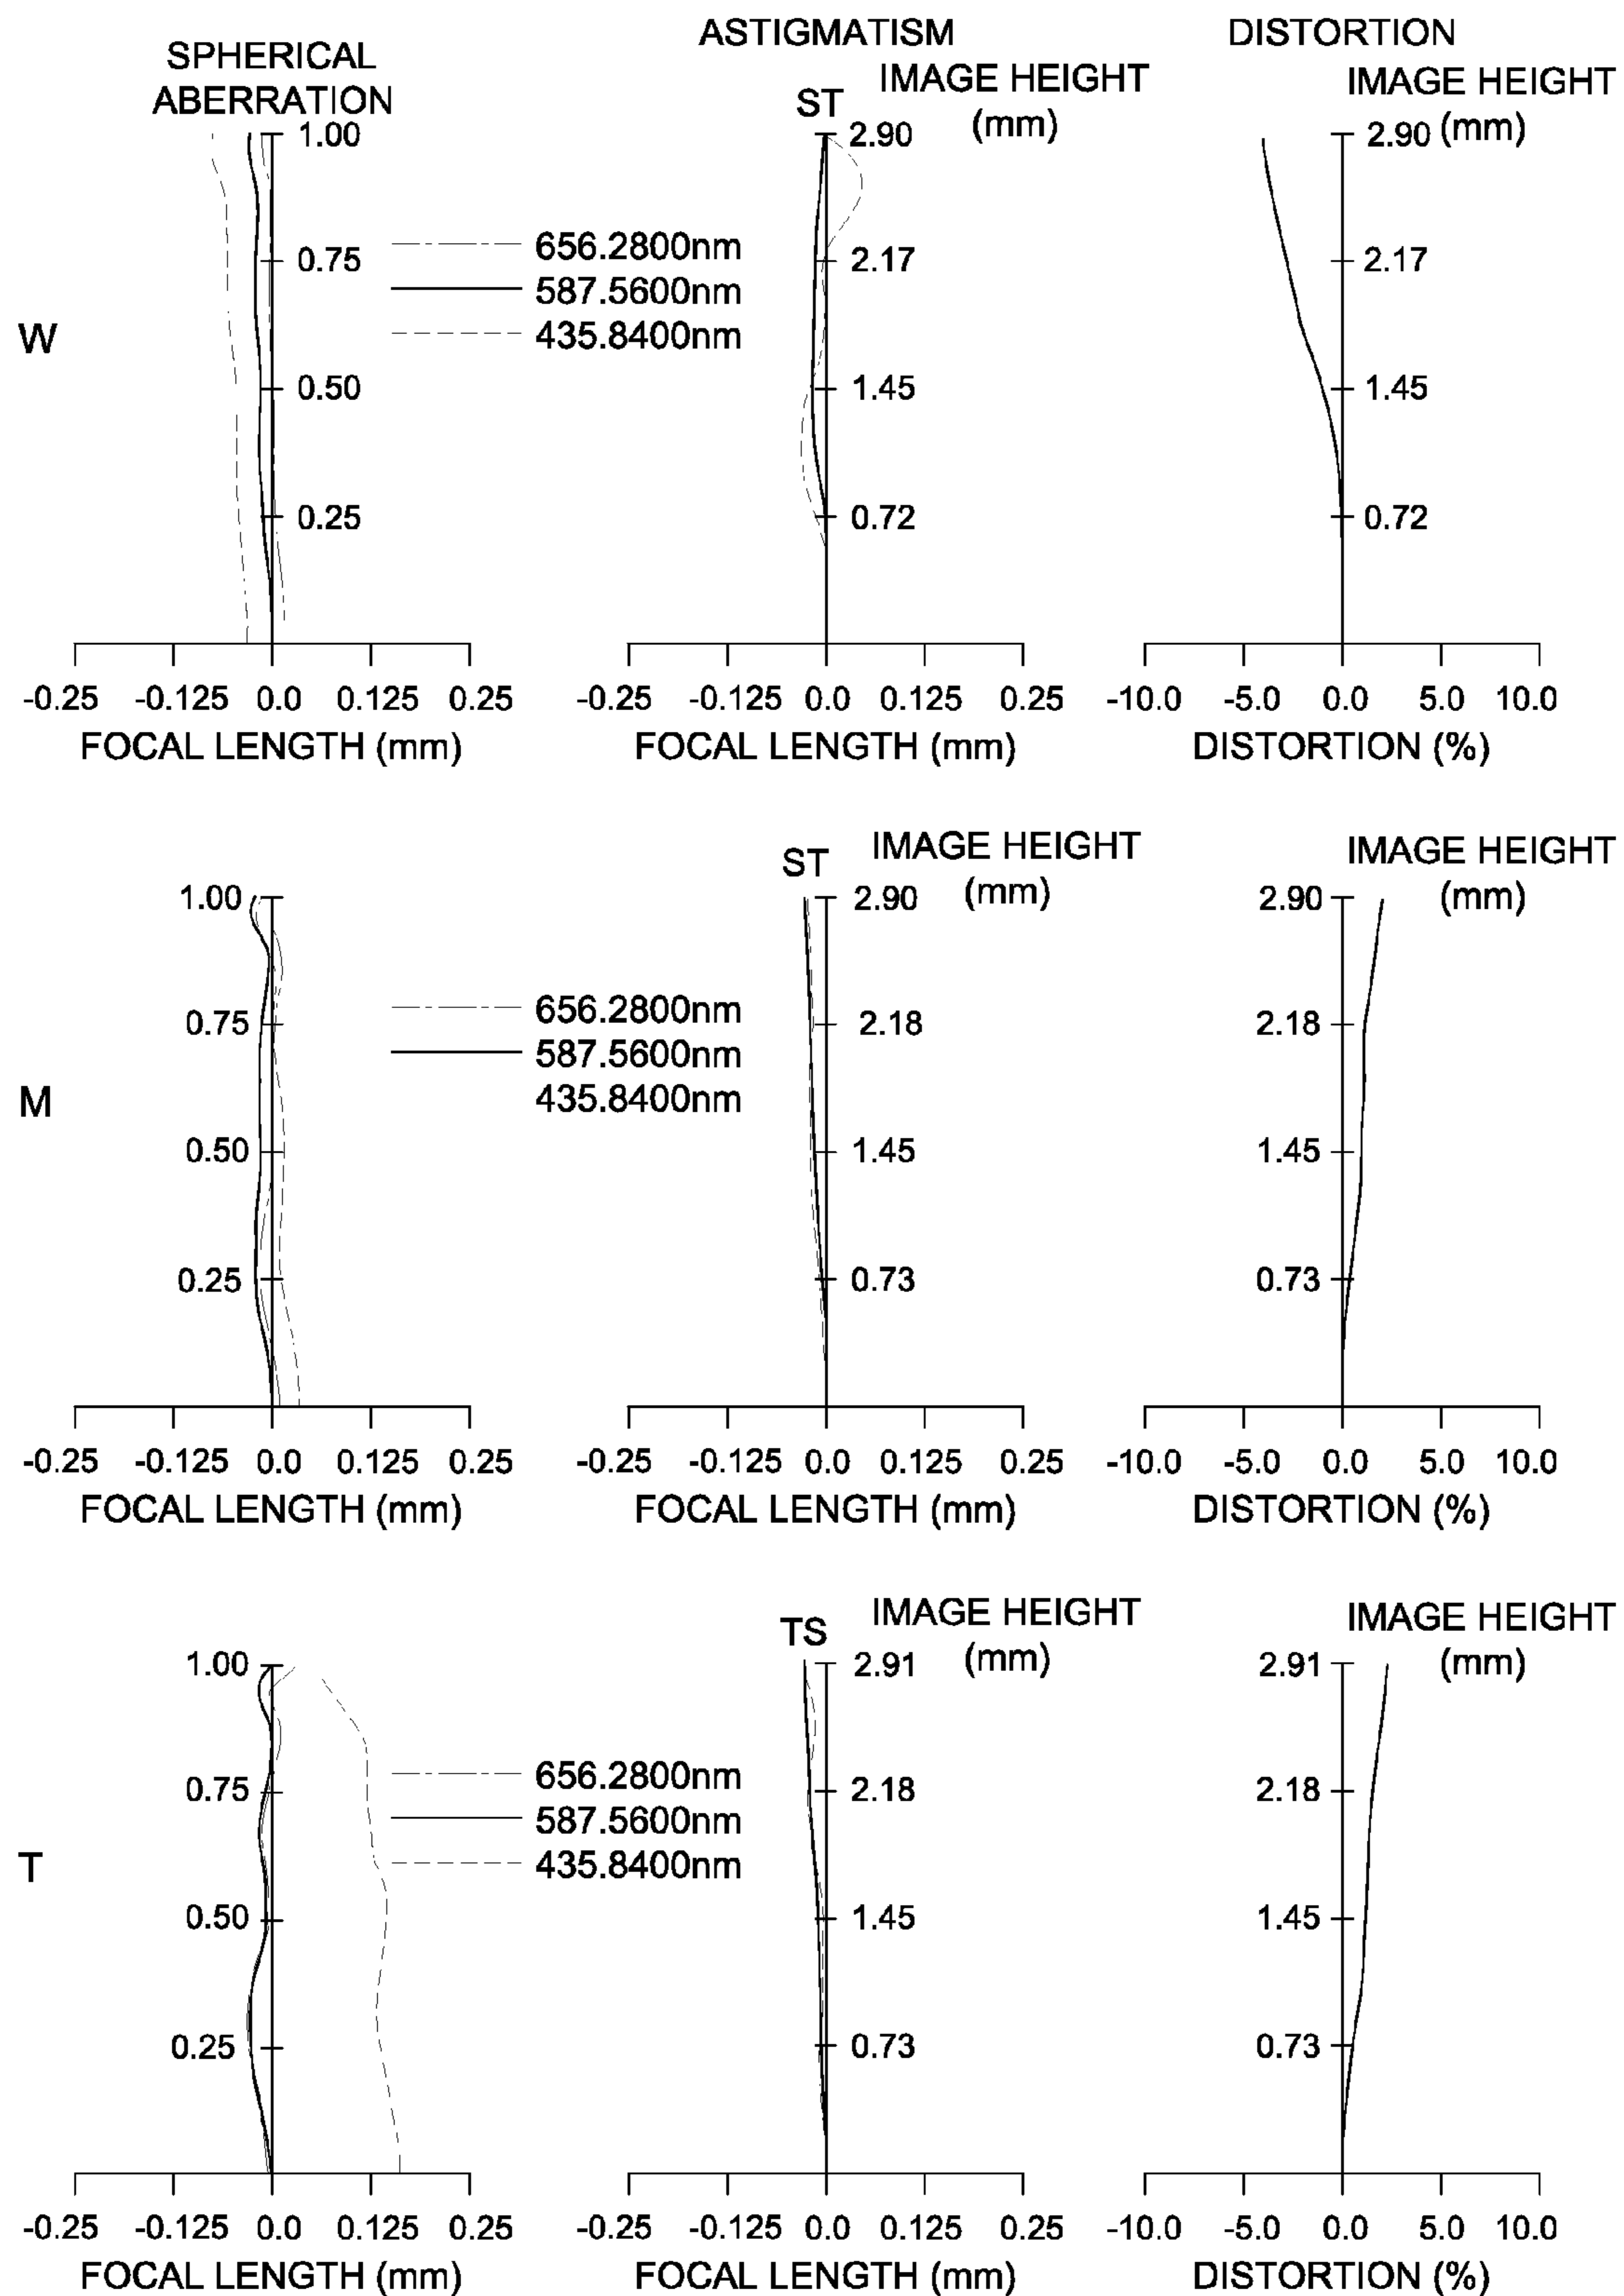 SPHERICAL
ABERRATION
ASTIGMATISM
DISTORTION
IMAGE HEIGHT
(mm)
IMAGE HEIGHT
(mm)
ST
W
1.00
0.75
0.50
0.25
656.2800nm
587.5600nm
435.8400nm
2.90
2.17
1.45
0.72
2.90
2.17
1.45
0.72
-0.25 -0.125 0.0 0.125 0.25
FOCAL LENGTH (mm)
-0.25 -0.125 0.0 0.125 0.25
FOCAL LENGTH (mm)
-10.0 -5.0 0.0 5.0 10.0
DISTORTION (%)
M
1.00
0.75
0.50
0.25
656.2800nm
587.5600nm
435.8400nm
ST
IMAGE HEIGHT
(mm)
2.90
2.18
1.45
0.73
IMAGE HEIGHT
(mm)
2.90
2.18
1.45
0.73
-0.25 -0.125 0.0 0.125 0.25
FOCAL LENGTH (mm)
-0.25 -0.125 0.0 0.125 0.25
FOCAL LENGTH (mm)
-10.0 -5.0 0.0 5.0 10.0
DISTORTION (%)
T
1.00
0.75
0.50
0.25
656.2800nm
587.5600nm
435.8400nm
TS
IMAGE HEIGHT
(mm)
2.91
2.18
1.45
0.73
IMAGE HEIGHT
(mm)
2.91
2.18
1.45
0.73
-0.25 -0.125 0.0 0.125 0.25
FOCAL LENGTH (mm)
-0.25 -0.125 0.0 0.125 0.25
FOCAL LENGTH (mm)
-10.0 -5.0 0.0 5.0 10.0
DISTORTION (%)